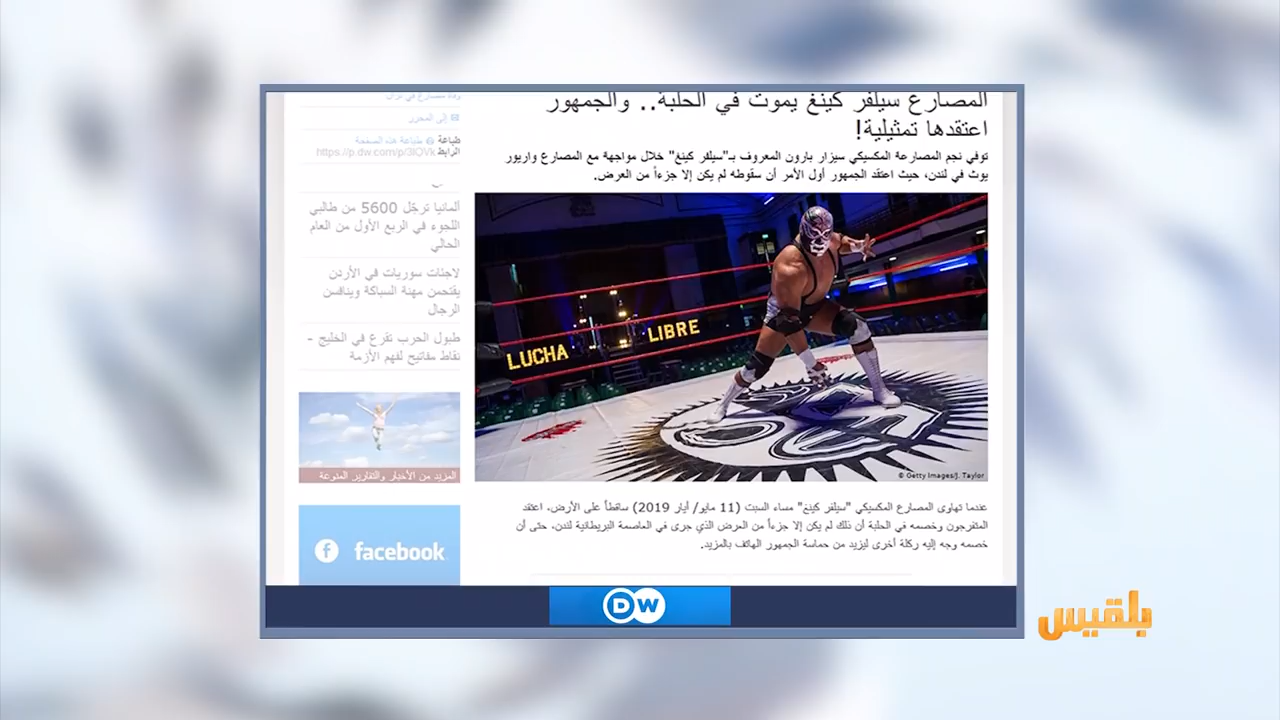 المصارع سيلفر كينغ يموت في الحلبة.. والجمهور
اعتقدها تمثيلية!
توفي نجم المصارعة المكسيكي سيزار بارون المعروف بـ"سيلفر كينغ" خلال مواجهة مع المصارع واريور
يوث في لندن، حيث اعتقد الجمهور أول الأمر أن سقوطه لم يكن إلا جزءاً من العرض.
LUCHA LIBRE
© Getty Images/J. Taylor
عندما تهاوى المصارع المكسيكي "سيلفر كينغ" مساء السبت (11 مايو/ أيار 2019) ساقطاً على الأرض، اعتقد
المتفرجون وخصمه في الحلبة أن ذلك لم يكن إلا جزءاً من العرض الذي جرى في العاصمة البريطانية لندن، حتى أن
خصمه وجه إليه ركلة أخرى ليزيد من حماسة الجمهور الهاتف بالمزيد.
إلى المحرر
طباعة طباعة هذه الصفحة
الرابط https://p.dw.com/p/3IQVk
ألمانيا ترحّل 5600 من طالبي
اللجوء في الربع الأول من العام
الحالي
لاجئات سوريات في الأردن
يقتحمن مهنة السباكة وينافسن
الرجال
طبول الحرب تقرع في الخليج -
نقاط مفاتيح لفهم الأزمة
المزيد من الأخبار والتقارير المنوعة
facebook
DW
بلقيس